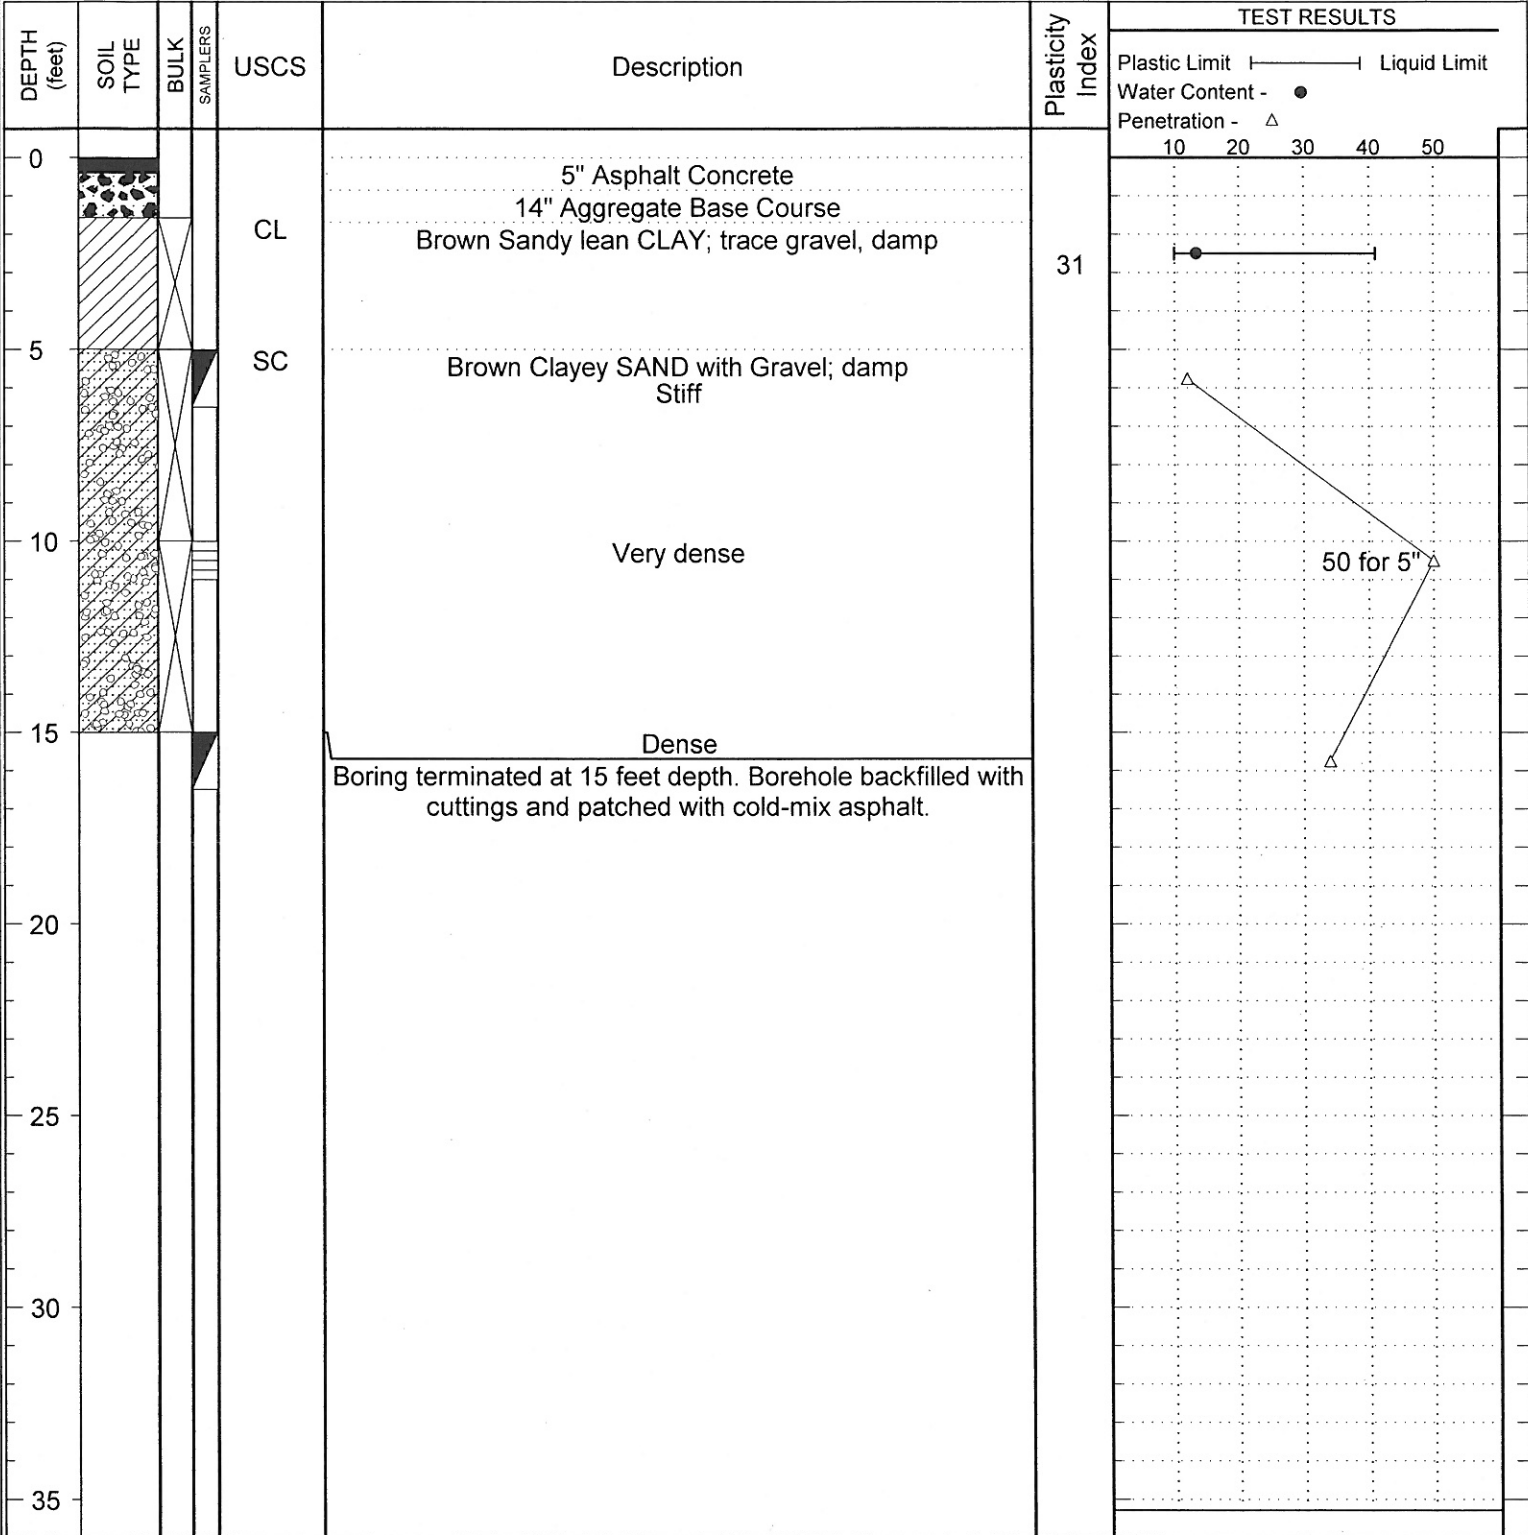 TEST RESULTS
DEPTH
(feet)
SOIL
TYPE
BULK
SAMPLERS
USCS
Description
Plasticity
Index
Plastic Limit Liquid Limit
Water Content -
Penetration -
10 20 30 40 50
0
5" Asphalt Concrete
14" Aggregate Base Course
CL
Brown Sandy lean CLAY; trace gravel, damp
31
5
SC
Brown Clayey SAND with Gravel; damp
Stiff
10
Very dense
50 for 5"
15
Dense
Boring terminated at 15 feet depth. Borehole backfilled with
cuttings and patched with cold-mix asphalt.
20
25
30
35